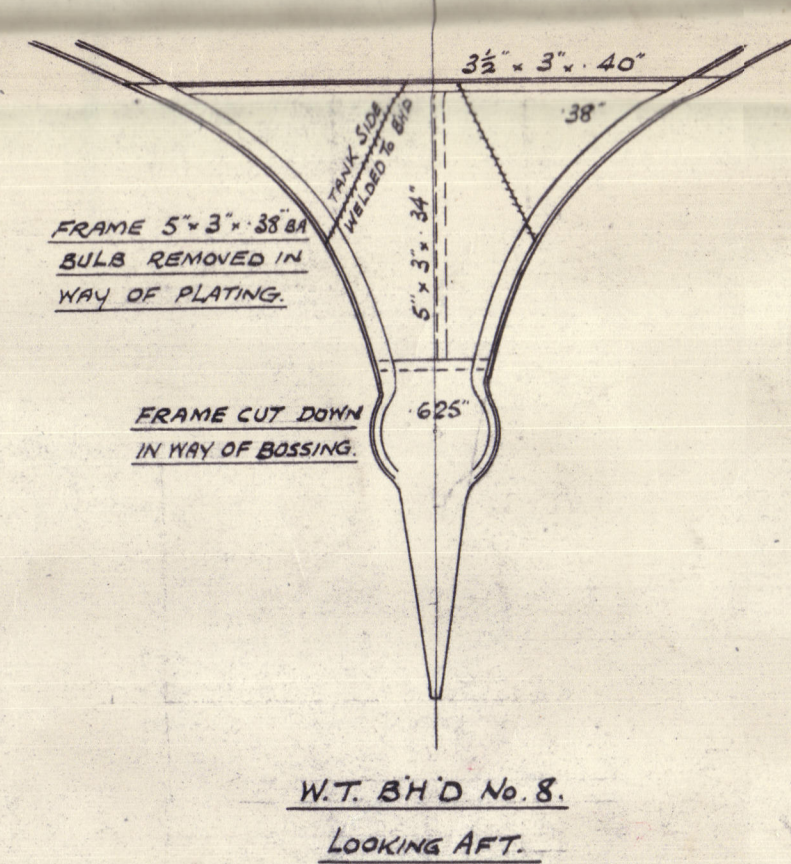 3½" × 3" × .40"
.38"
TANK SIDE
WELDED TO BHD
5" × 3" × .34"
FRAME 5" × 3" × .38" BA
BULB REMOVED IN
WAY OF PLATING.
FRAME CUT DOWN
IN WAY OF BOSSING.
.625"
W.T. B'H'D No. 8.
LOOKING AFT.